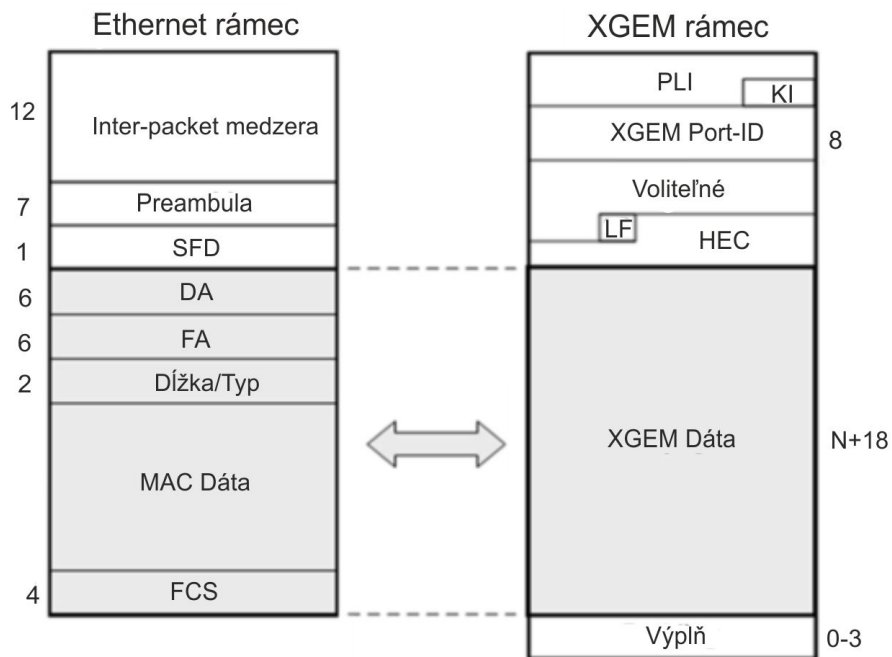 Ethernet rámec
12
Inter-packet medzera
7
Preambula
1
SFD
6
DA
6
FA
2
Dĺžka/Typ
MAC Dáta
4
FCS
XGEM rámec
PLI
KI
XGEM Port-ID
8
Voliteľné
LF
HEC
XGEM Dáta
N+18
Výplň
0-3